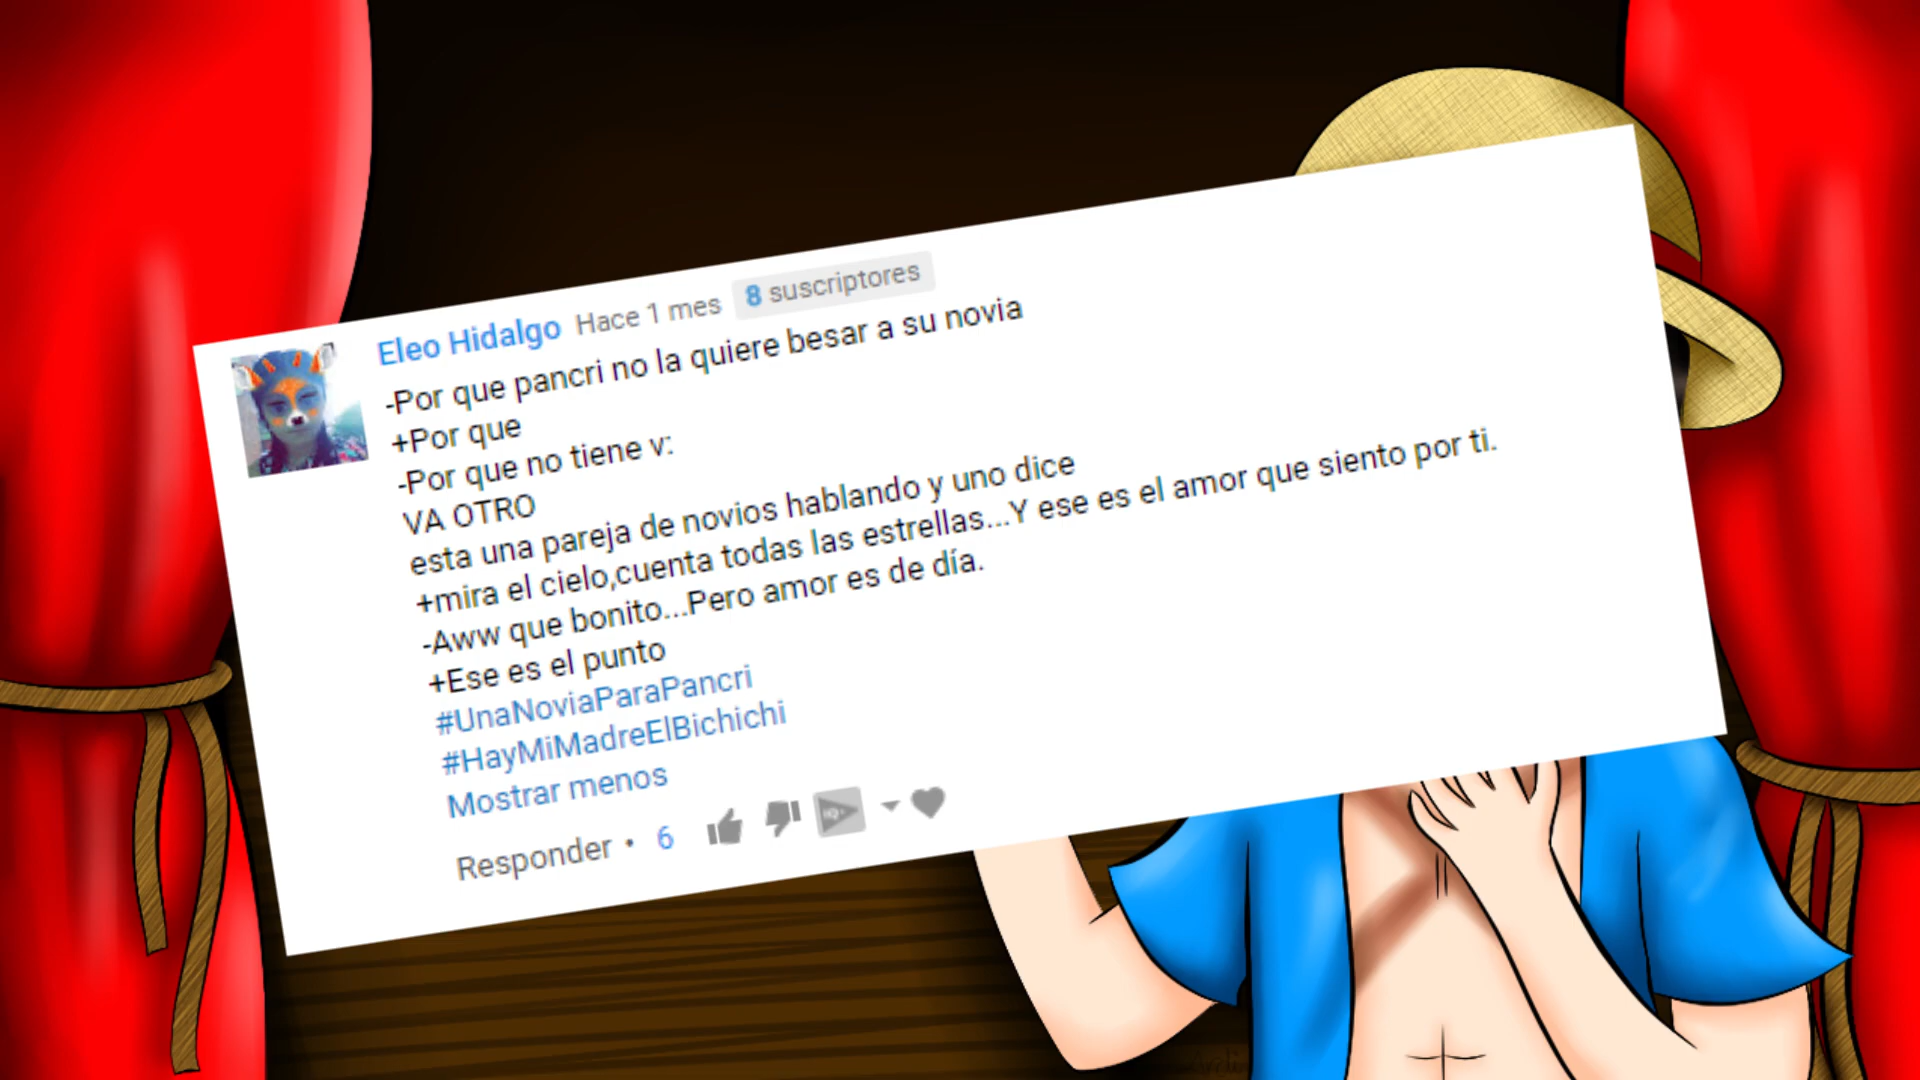 Eleo Hidalgo Hace 1 mes 8 suscriptores
-Por que pancri no la quiere besar a su novia
+Por que
-Por que no tiene v:
VA OTRO
esta una pareja de novios hablando y uno dice
+mira el cielo,cuenta todas las estrellas...Y ese es el amor que siento por ti.
-Aww que bonito...Pero amor es de día.
+Ese es el punto
#UnaNoviaParaPancri
#HayMiMadreElBichichi
Mostrar menos
Responder • 6